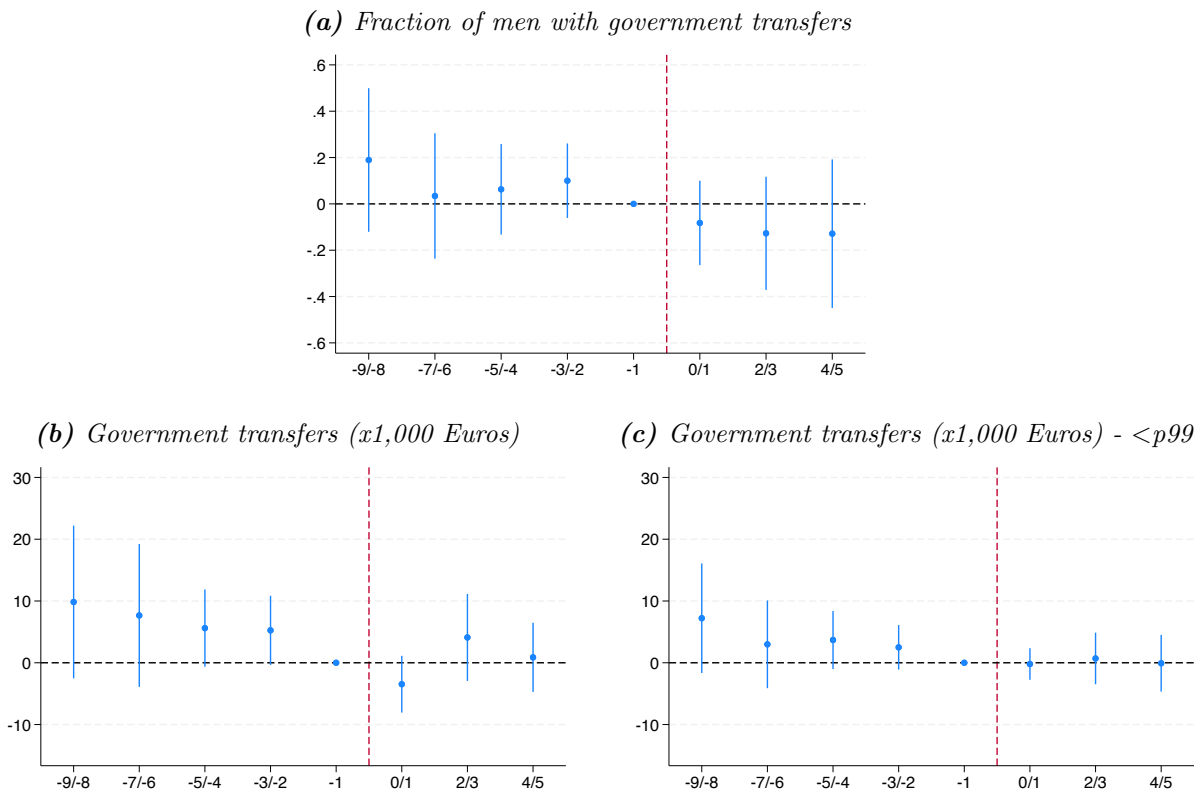 (a) Fraction of men with government transfers
.6
.4
.2
0
-.2
-.4
-.6
-9/-8 -7/-6 -5/-4 -3/-2 -1 0/1 2/3 4/5
(b) Government transfers (x1,000 Euros)
30
20
10
0
-10
-9/-8 -7/-6 -5/-4 -3/-2 -1 0/1 2/3 4/5
(c) Government transfers (x1,000 Euros) - <p99
30
20
10
0
-10
-9/-8 -7/-6 -5/-4 -3/-2 -1 0/1 2/3 4/5